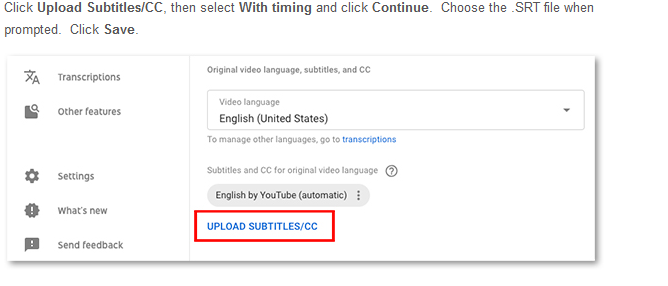 Click Upload Subtitles/CC, then select With timing and click Continue.  Choose the .SRT file when
prompted.  Click Save.
Transcriptions
Other features
Settings
What's new
Send feedback
Original video language, subtitles, and CC
Video language
English (United States)
To manage other languages, go to transcriptions
Subtitles and CC for original video language ?
English by YouTube (automatic)
UPLOAD SUBTITLES/CC